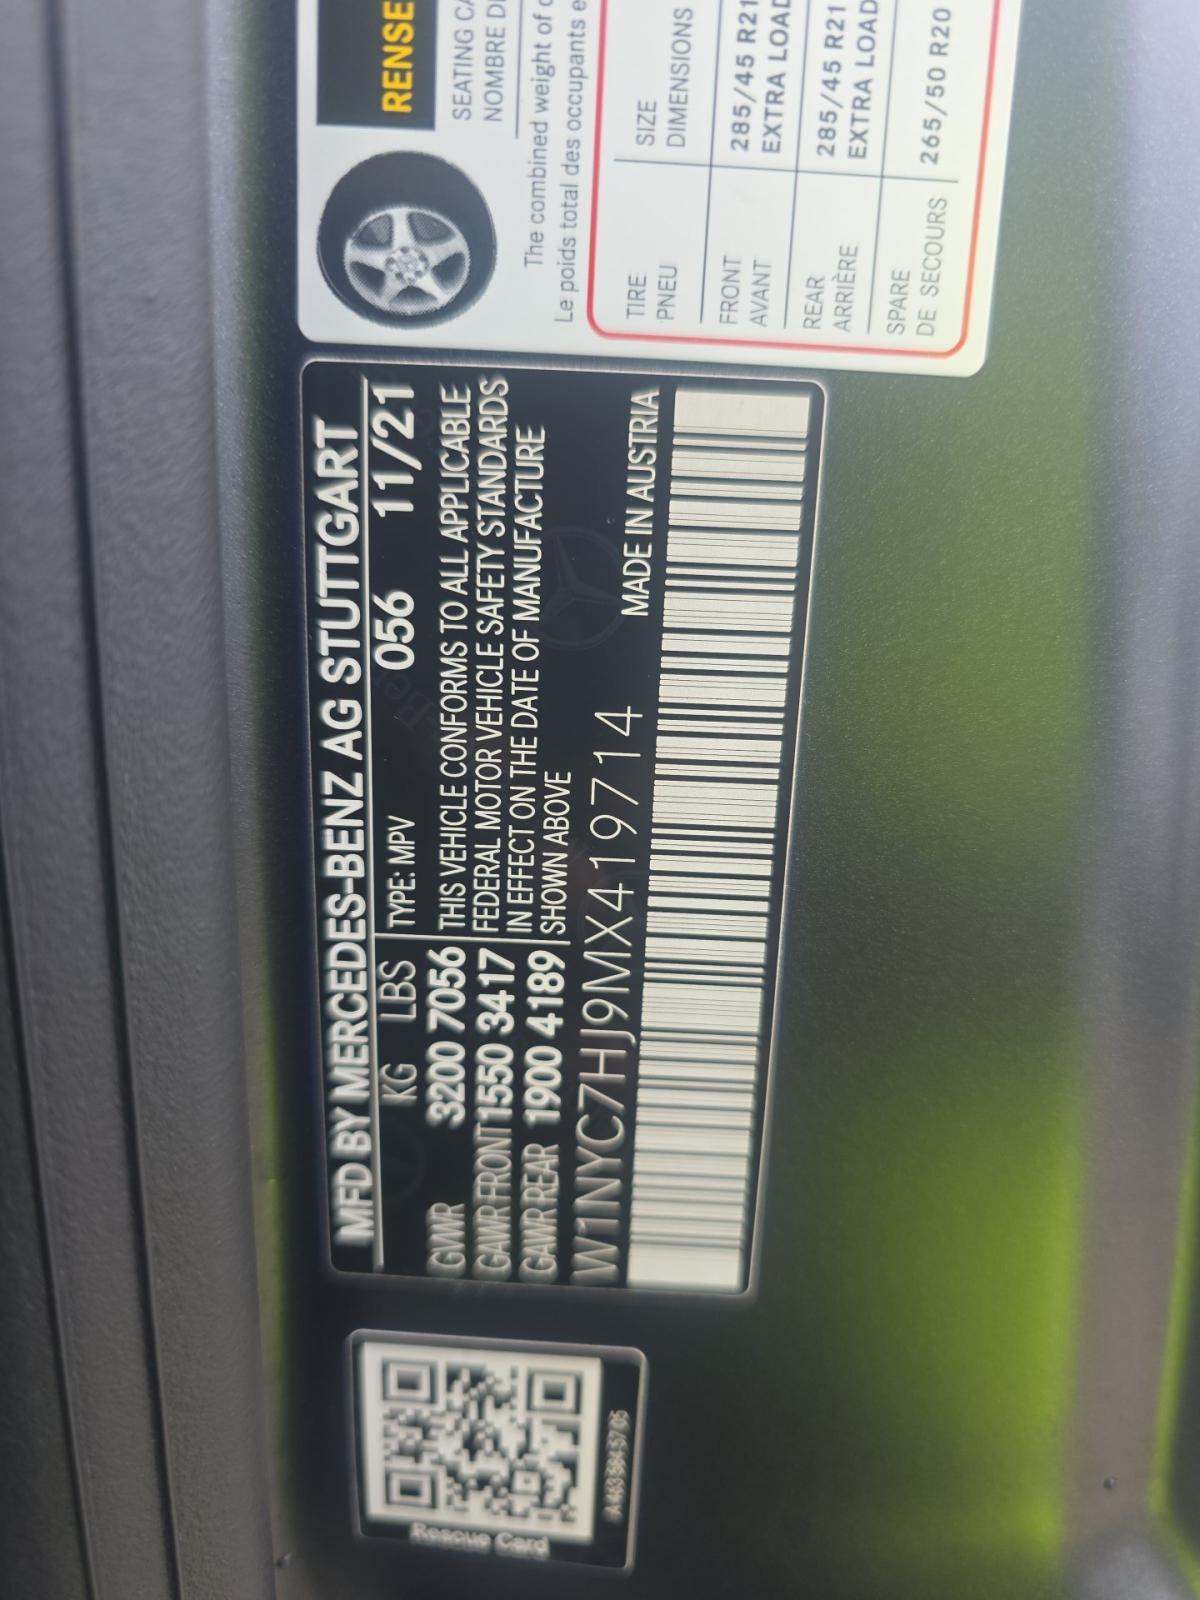 MFD BY MERCEDES-BENZ AG STUTTGART
KG LBS TYPE: MPV 056 11/21
GWR 3200 7056 THIS VEHICLE CONFORMS TO ALL APPLICABLE
GAWR FRONT 1550 3417 FEDERAL MOTOR VEHICLE SAFETY STANDARDS
GAWR REAR 1900 4189 IN EFFECT ON THE DATE OF MANUFACTURE
SHOWN ABOVE
W1NYC7HJ9MX419714
MADE IN AUSTRIA
Rescue Card
RENSE
SEATING CA
NOMBRE DE
The combined weight of o
Le poids total des occupants e
TIRE SIZE
PNEU DIMENSIONS
FRONT 285/45 R21
AVANT EXTRA LOAD
REAR 285/45 R21
ARRIÈRE EXTRA LOAD
SPARE
DE SECOURS 265/50 R20